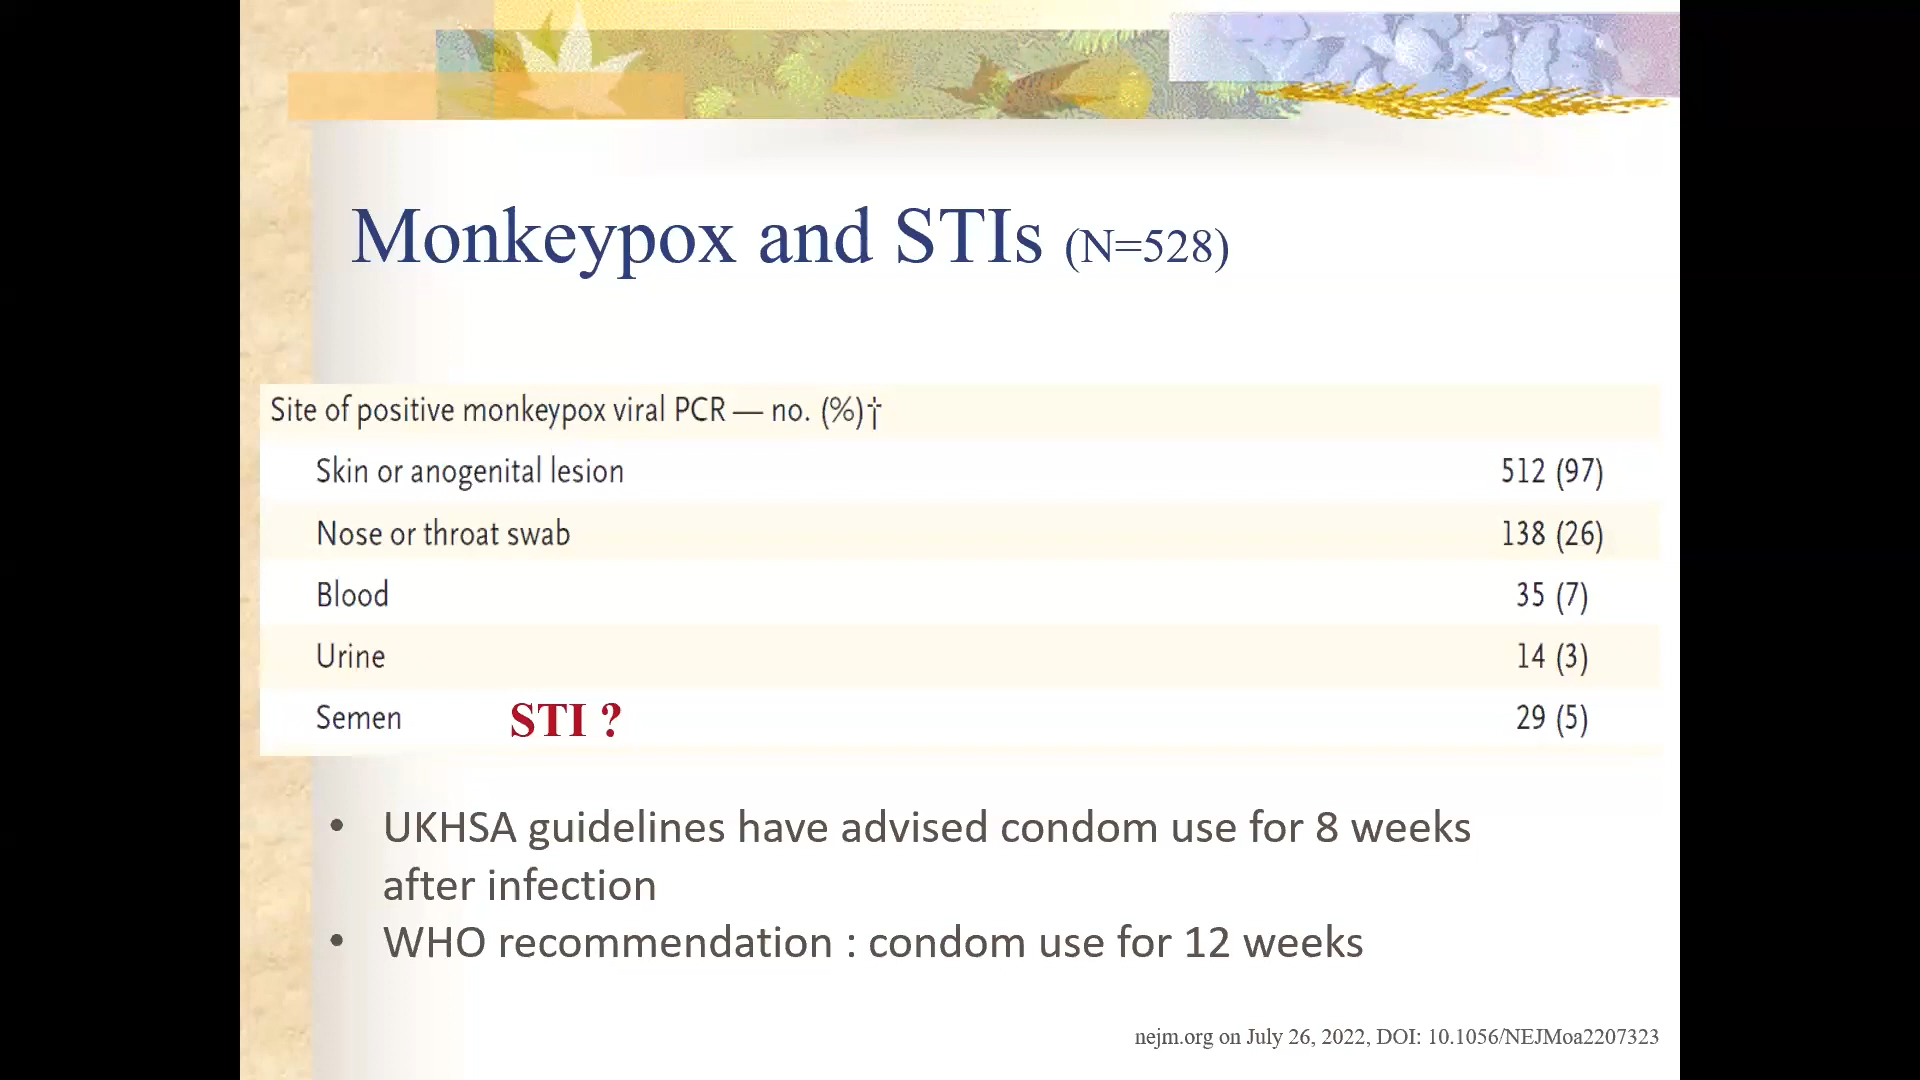 Monkeypox and STIs (N=528)
Site of positive monkeypox viral PCR — no. (%)†
Skin or anogenital lesion 512 (97)
Nose or throat swab 138 (26)
Blood 35 (7)
Urine 14 (3)
Semen STI ? 29 (5)
• UKHSA guidelines have advised condom use for 8 weeks
after infection
• WHO recommendation : condom use for 12 weeks
nejm.org on July 26, 2022, DOI: 10.1056/NEJMoa2207323